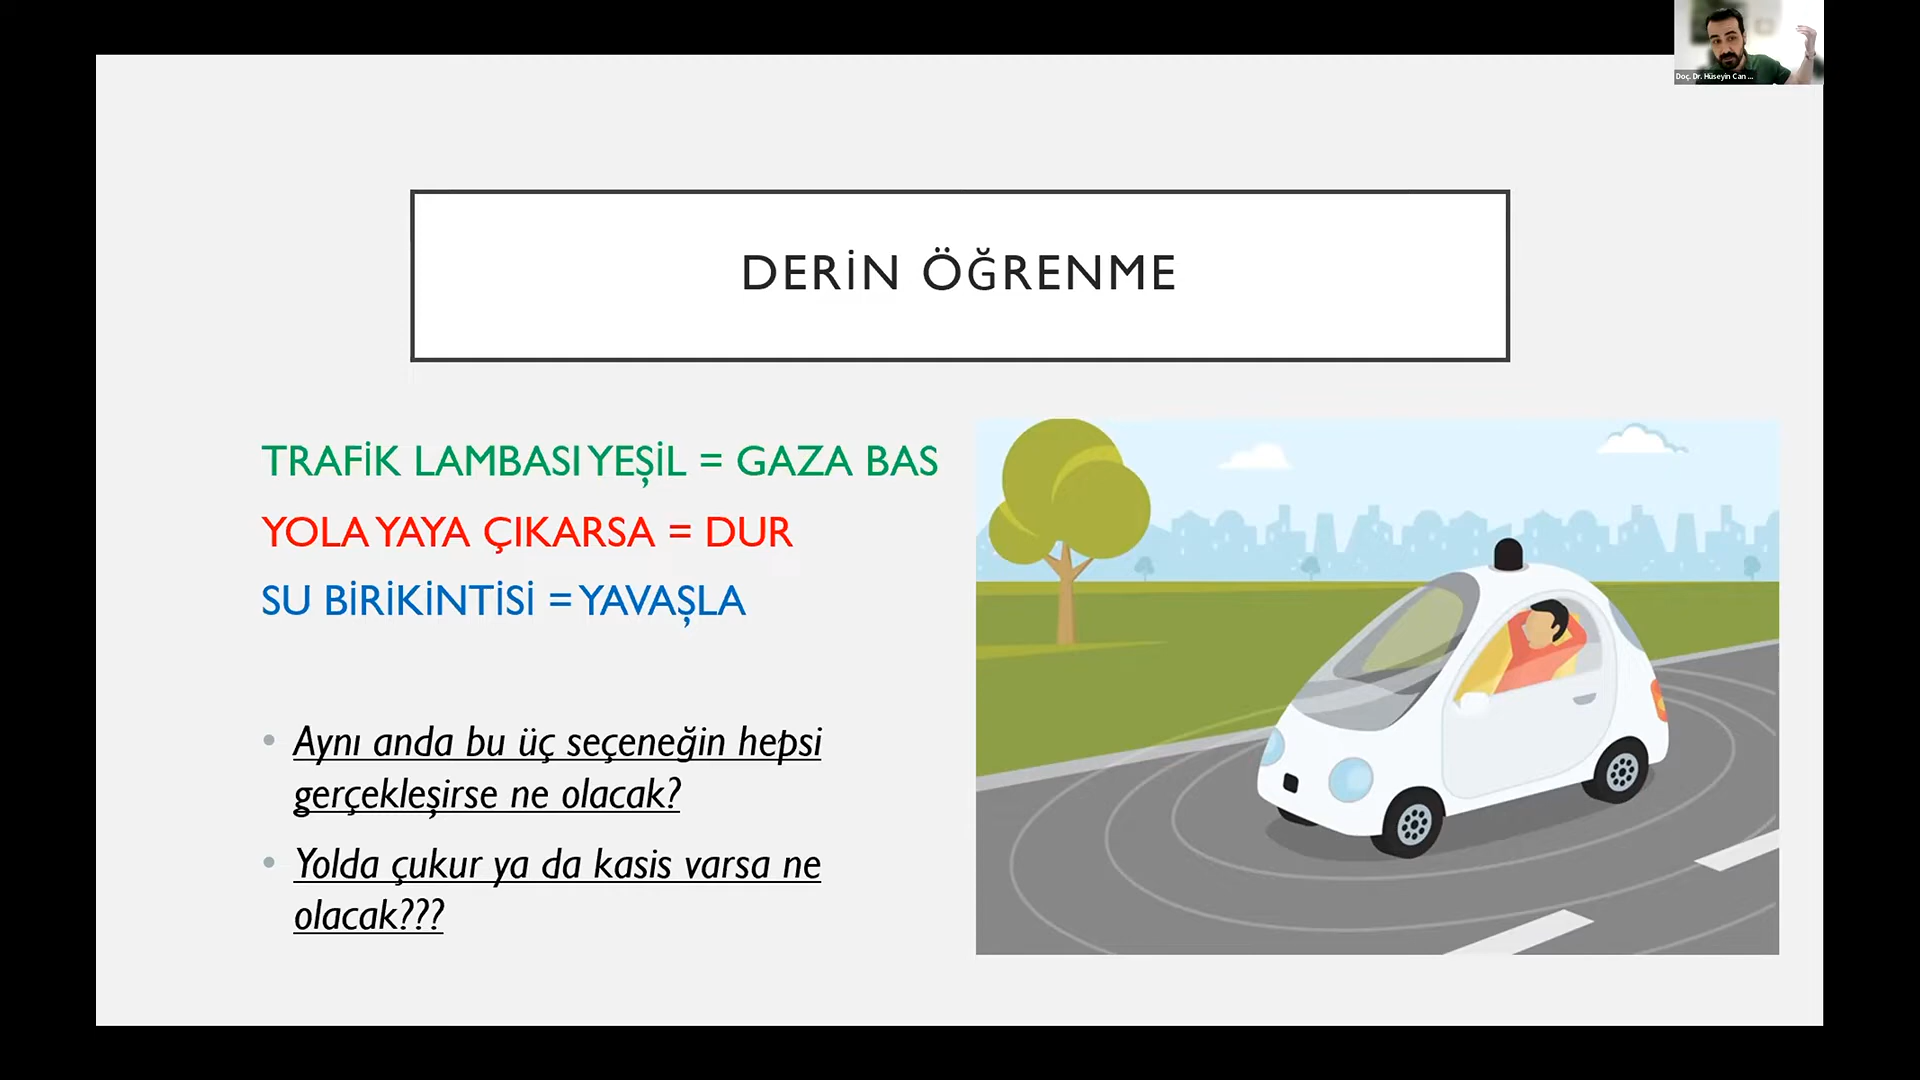 Doç. Dr. Hüseyin Can ...
DERİN ÖĞRENME
TRAFİK LAMBASI YEŞİL = GAZA BAS
YOLA YAYA ÇIKARSA = DUR
SU BİRİKİNTİSİ = YAVAŞLA
• Aynı anda bu üç seçeneğin hepsi
gerçekleşirse ne olacak?
• Yolda çukur ya da kasis varsa ne
olacak???